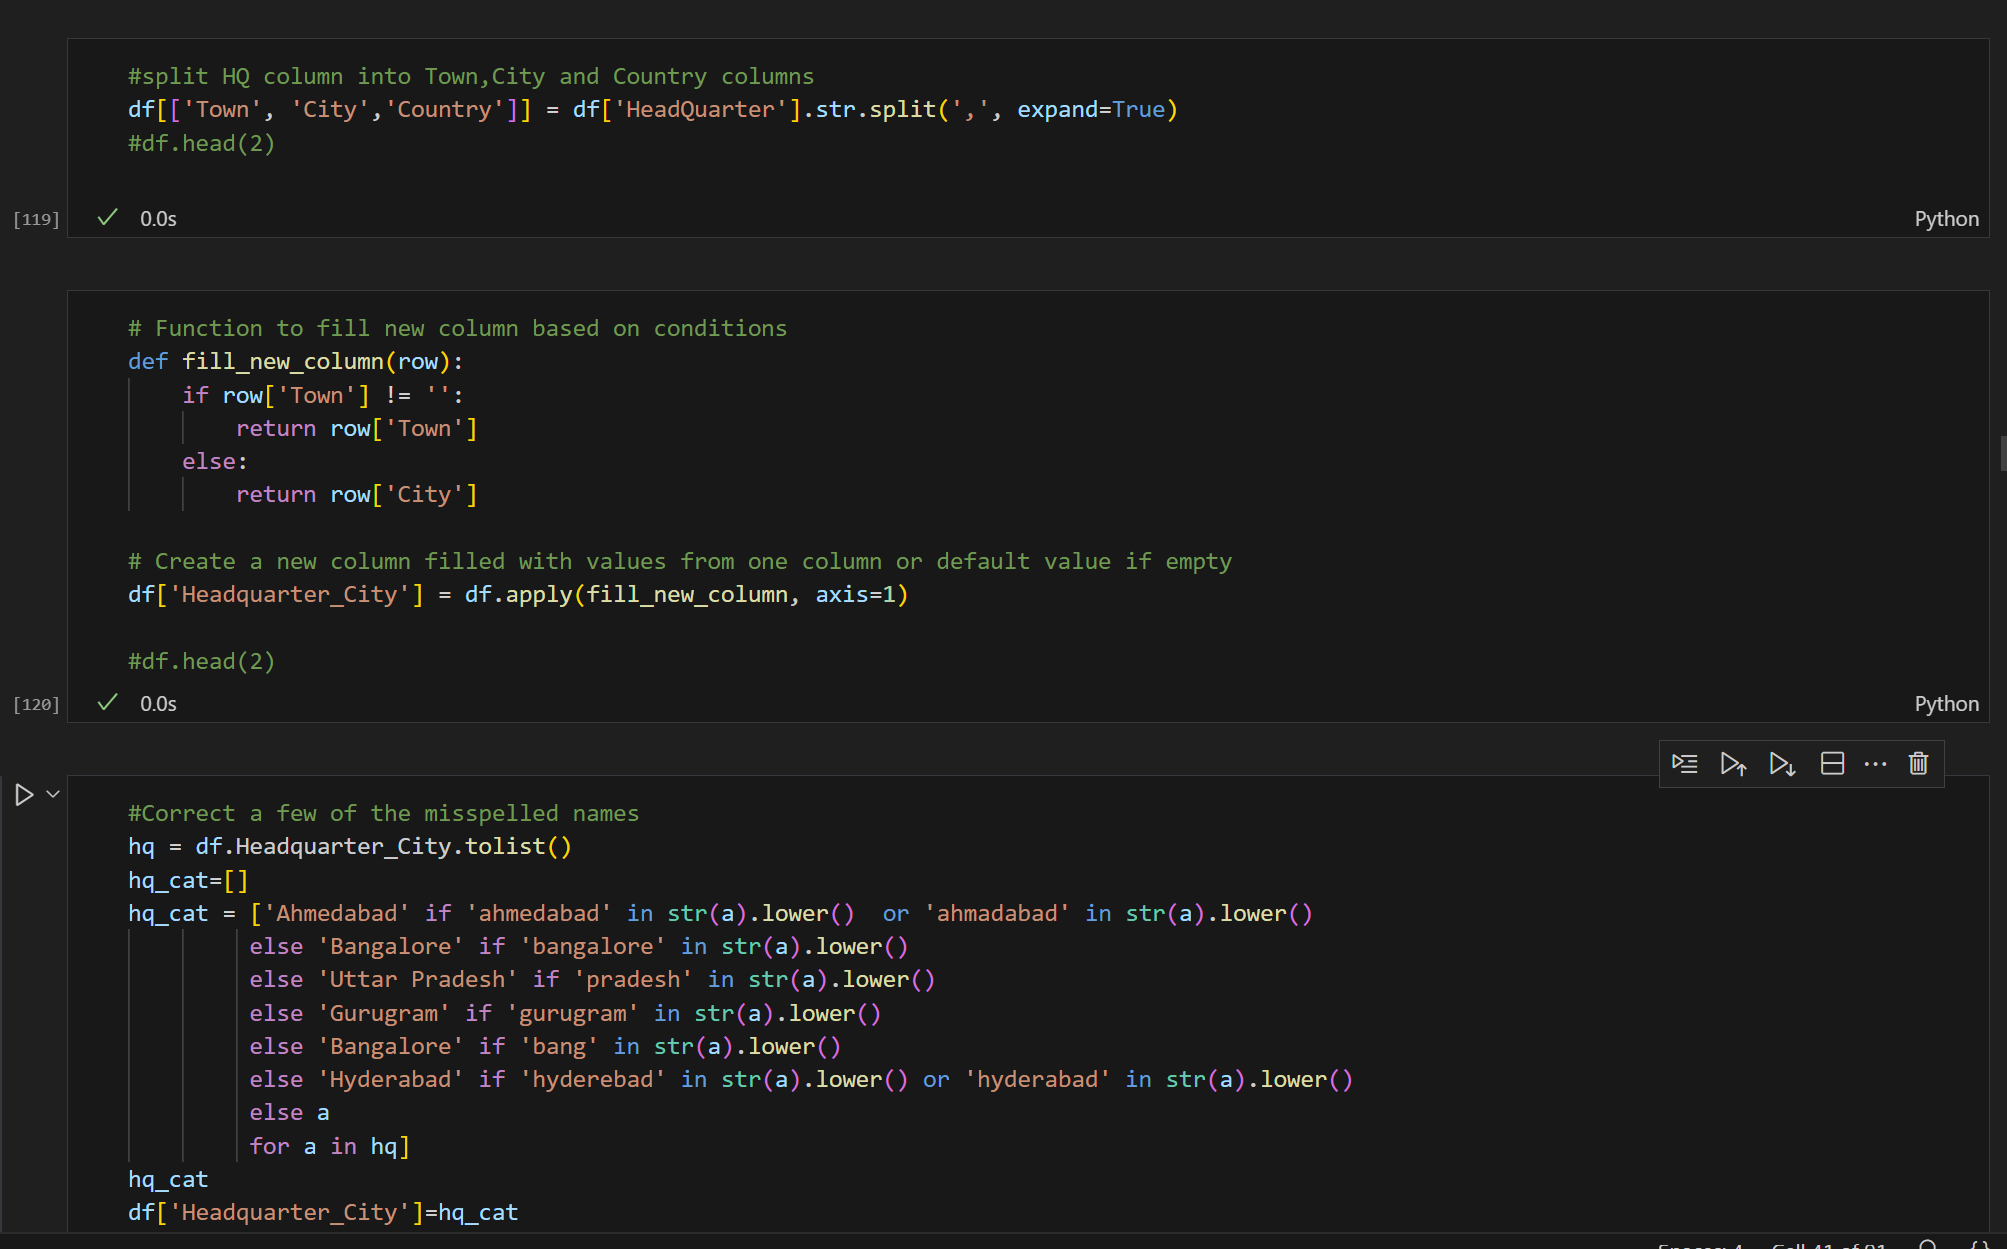 #split HQ column into Town,City and Country columns
df[['Town', 'City','Country']] = df['HeadQuarter'].str.split(',', expand=True)
#df.head(2)
[119]
0.0s
Python
# Function to fill new column based on conditions
def fill_new_column(row):
    if row['Town'] != '':
        return row['Town']
    else:
        return row['City']
# Create a new column filled with values from one column or default value if empty
df['Headquarter_City'] = df.apply(fill_new_column, axis=1)
#df.head(2)
[120]
0.0s
Python
#Correct a few of the misspelled names
hq = df.Headquarter_City.tolist()
hq_cat=[]
hq_cat = ['Ahmedabad' if 'ahmedabad' in str(a).lower()  or 'ahmadabad' in str(a).lower()
         else 'Bangalore' if 'bangalore' in str(a).lower()
         else 'Uttar Pradesh' if 'pradesh' in str(a).lower()
         else 'Gurugram' if 'gurugram' in str(a).lower()
         else 'Bangalore' if 'bang' in str(a).lower()
         else 'Hyderabad' if 'hyderebad' in str(a).lower() or 'hyderabad' in str(a).lower()
         else a
         for a in hq]
hq_cat
df['Headquarter_City']=hq_cat